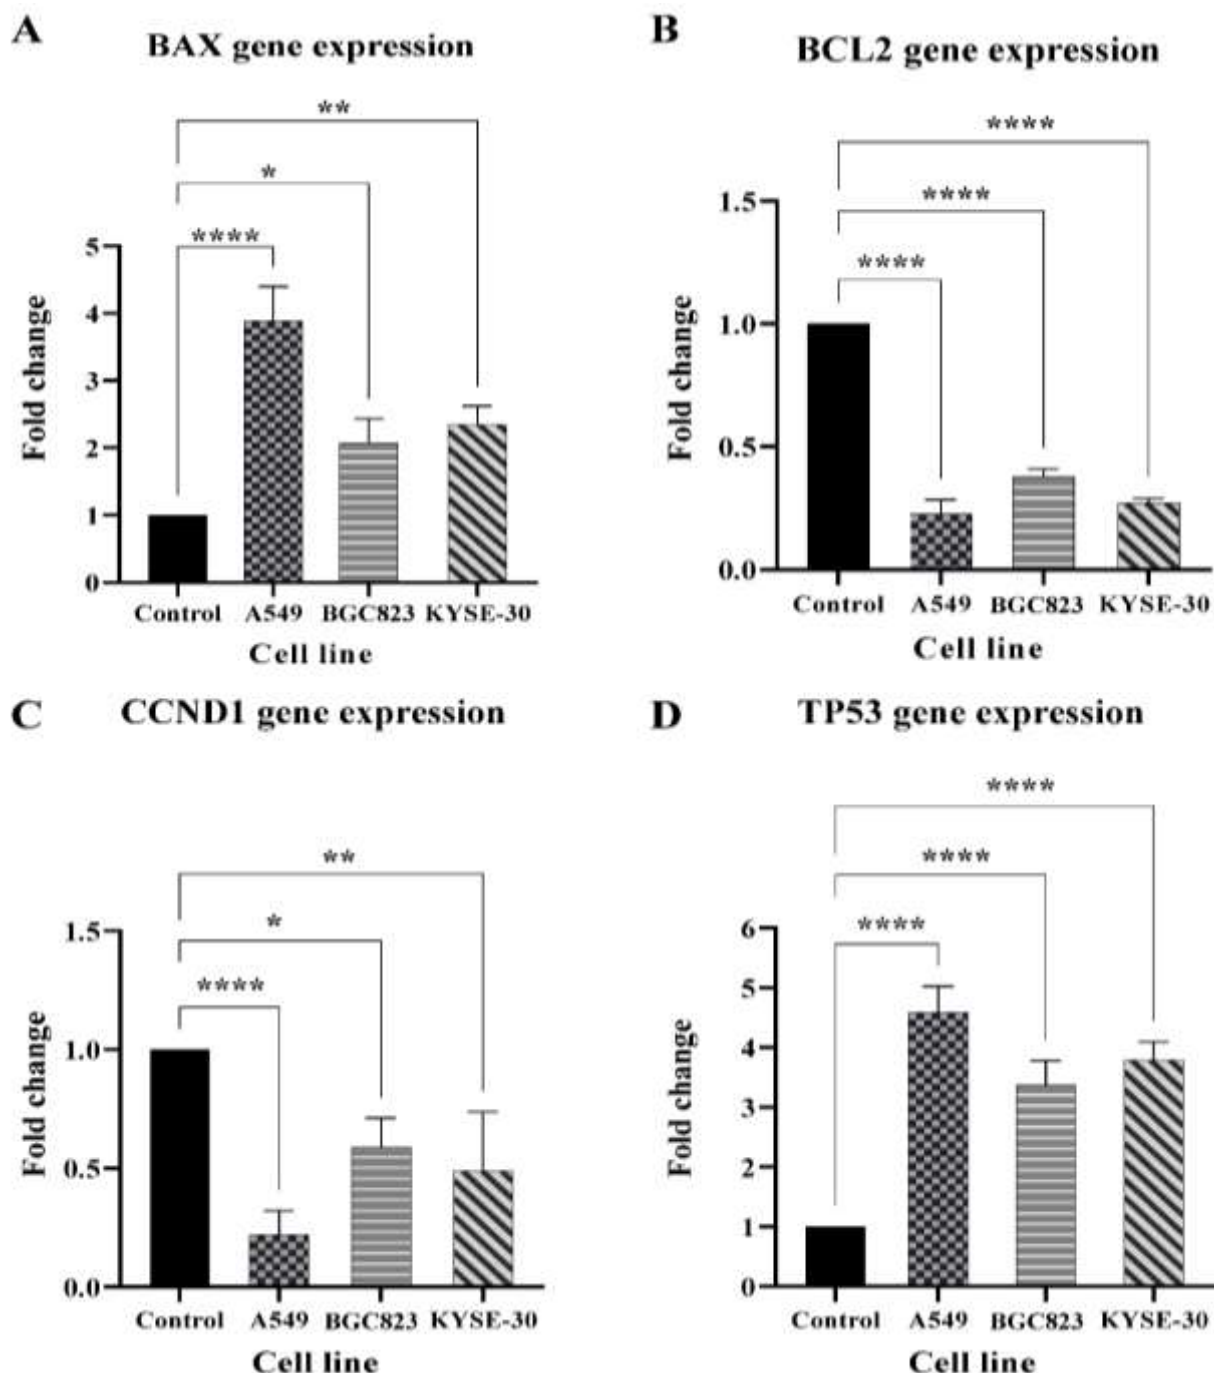 A
BAX gene expression
**
*
****
5
4
3
2
1
0
Fold change
Control A549 BGC823 KYSE-30
Cell line
B
BCL2 gene expression
****
****
****
1.5
1.0
0.5
0.0
Fold change
Control A549 BGC823 KYSE-30
Cell line
C
CCND1 gene expression
**
*
****
1.5
1.0
0.5
0.0
Fold change
Control A549 BGC823 KYSE-30
Cell line
D
TP53 gene expression
****
****
****
6
5
4
3
2
1
0
Fold change
Control A549 BGC823 KYSE-30
Cell line